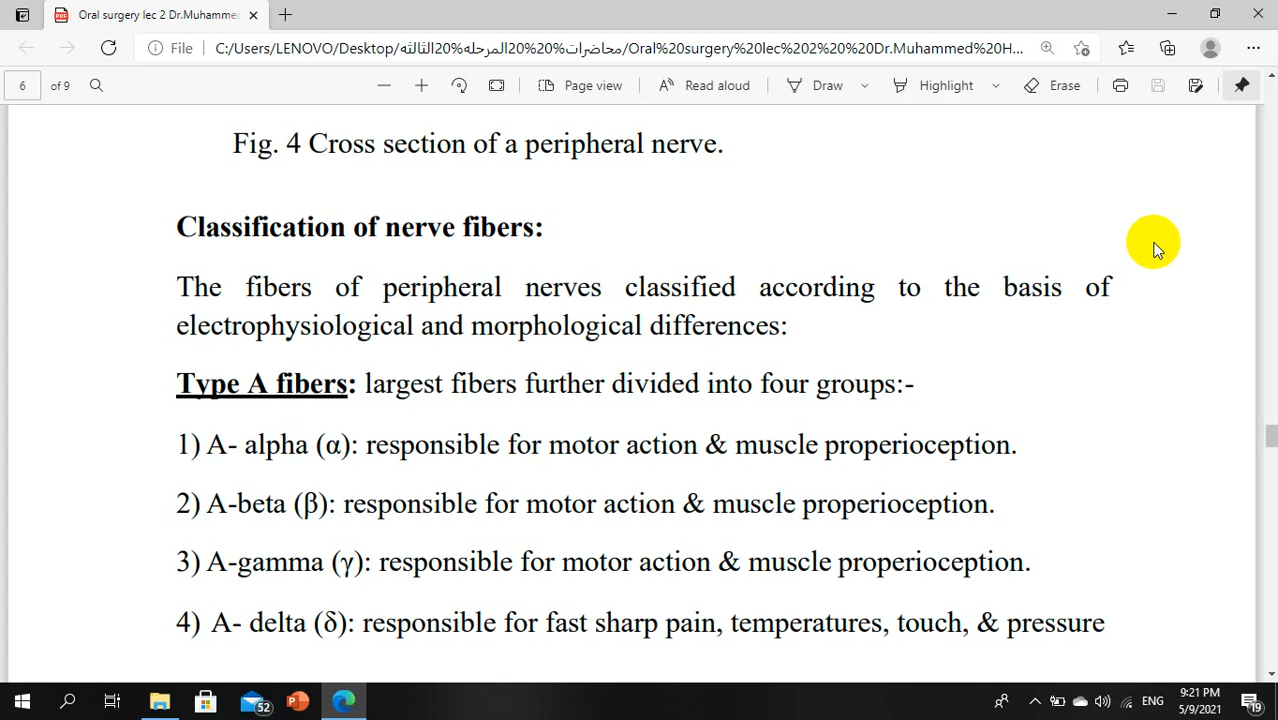 Oral surgery lec 2 Dr.Muhammed
File C:/Users/LENOVO/Desktop/محاضرات%20%20المرحله%20الثالثه/Oral%20surgery%20lec%202%20%20Dr.Muhammed%20H...
6 of 9 Page view Read aloud Draw Highlight Erase
Fig. 4 Cross section of a peripheral nerve.
Classification of nerve fibers:
The fibers of peripheral nerves classified according to the basis of
electrophysiological and morphological differences:
Type A fibers: largest fibers further divided into four groups:-
1) A- alpha (α): responsible for motor action & muscle properioception.
2) A-beta (β): responsible for motor action & muscle properioception.
3) A-gamma (γ): responsible for motor action & muscle properioception.
4) A- delta (δ): responsible for fast sharp pain, temperatures, touch, & pressure
52
ENG
9:21 PM
5/9/2021
19